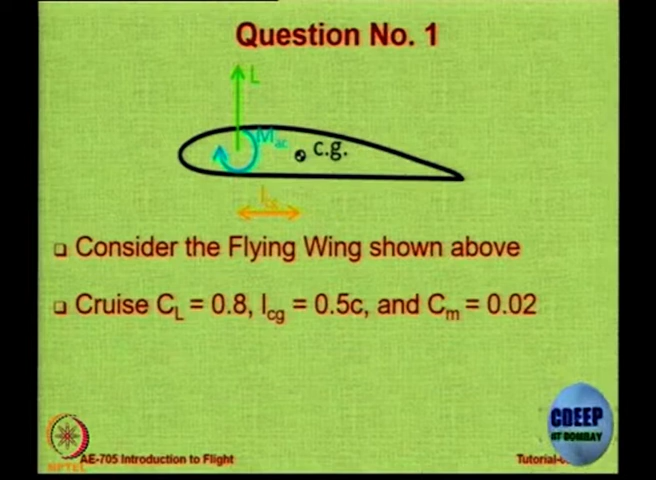 Question No. 1
L
Mac
c.g.
lcg
❑ Consider the Flying Wing shown above
❑ Cruise CL = 0.8, lcg = 0.5c, and Cm = 0.02
CDEEP
IIT BOMBAY
NPTEL
AE-705 Introduction to Flight